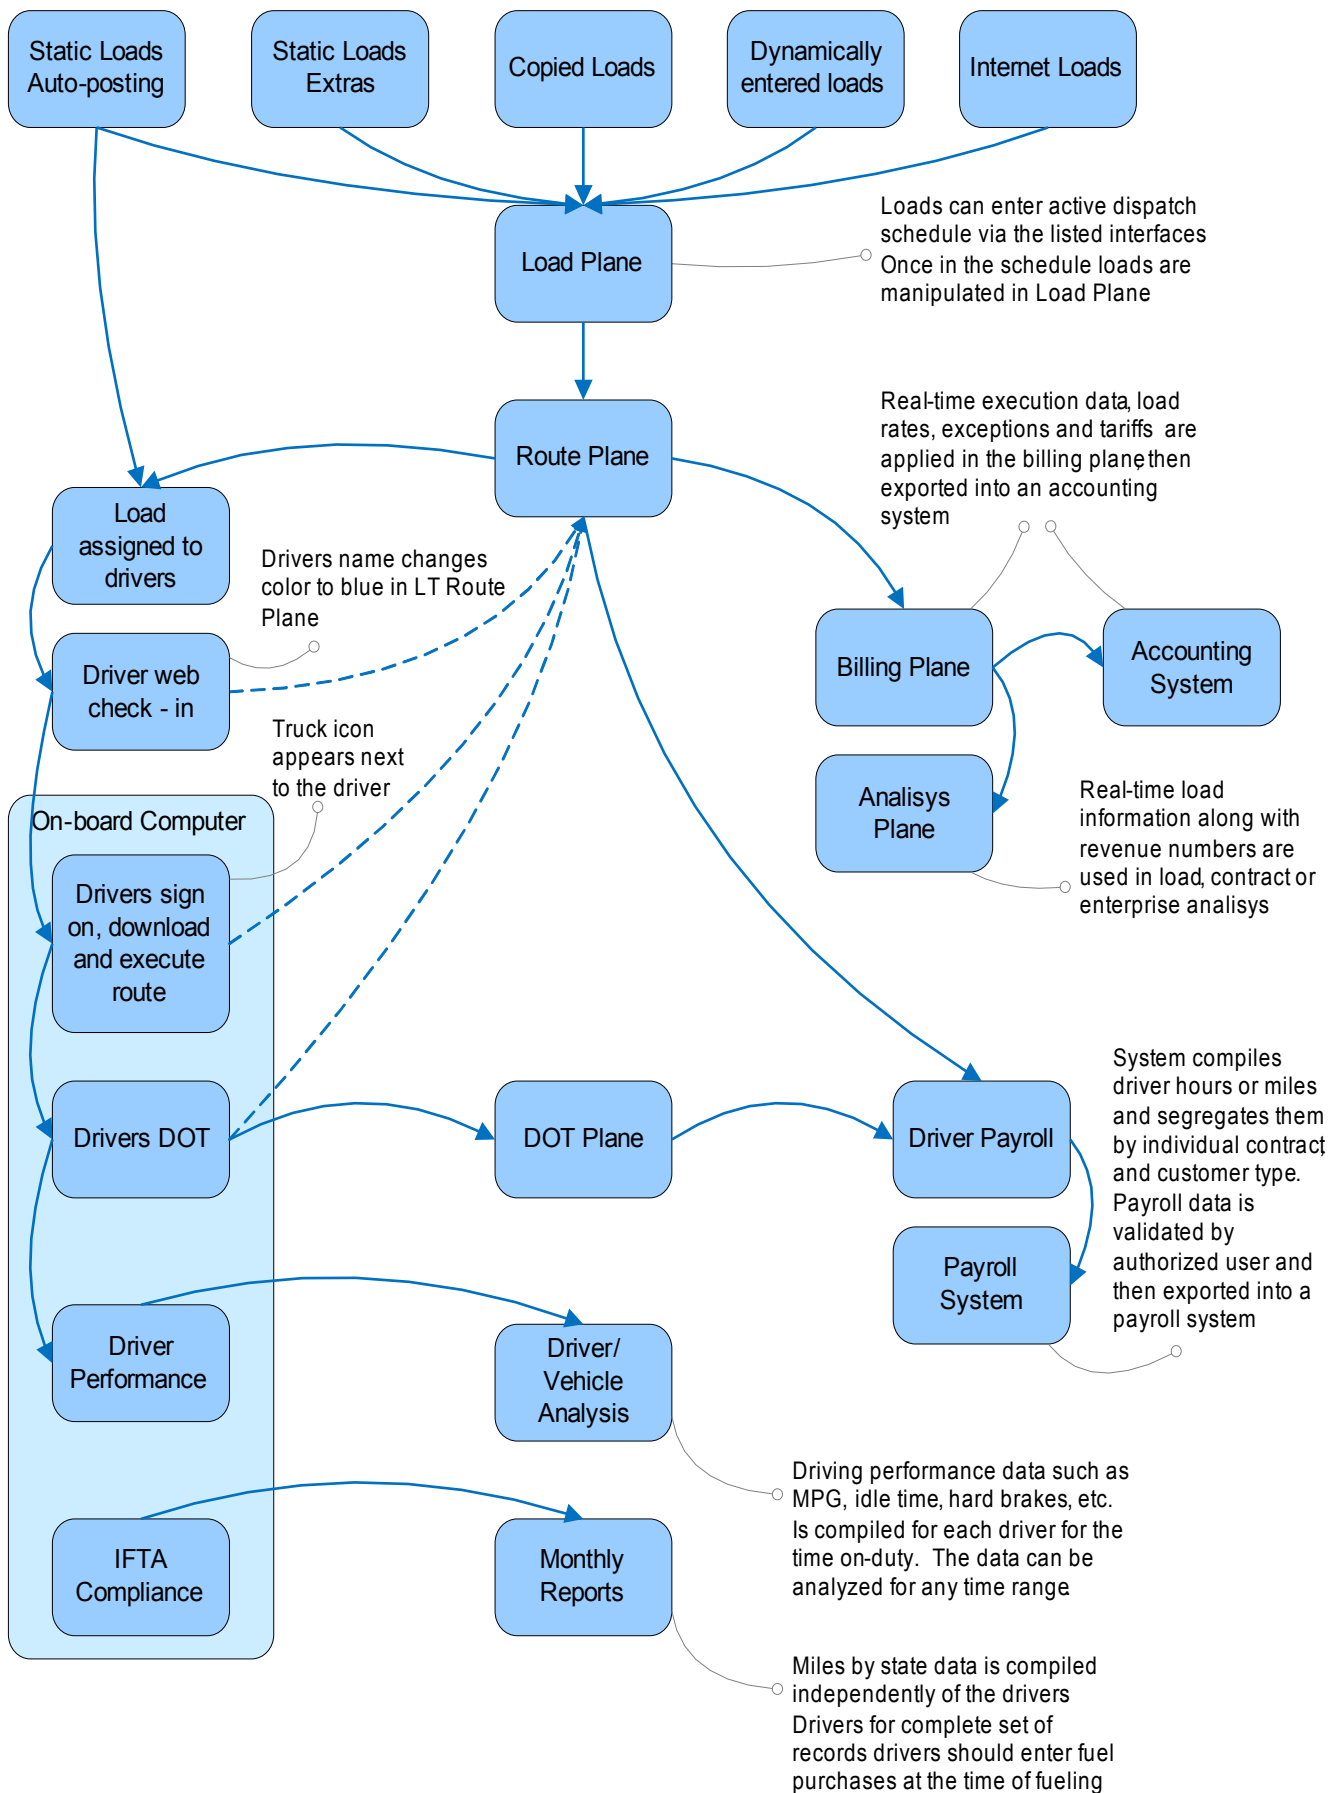 Static Loads
Auto-posting
Static Loads
Extras
Copied Loads
Dynamically
entered loads
Internet Loads
Load Plane
Loads can enter active dispatch
schedule via the listed interfaces
Once in the schedule loads are
manipulated in Load Plane
Route Plane
Real-time execution data, load
rates, exceptions and tariffs are
applied in the billing plane, then
exported into an accounting
system
Load
assigned to
drivers
Drivers name changes
color to blue in LT Route
Plane
Driver web
check - in
Billing Plane
Accounting
System
Truck icon
appears next
to the driver
Analisys
Plane
Real-time load
information along with
revenue numbers are
used in load, contract or
enterprise analisys
On-board Computer
Drivers sign
on, download
and execute
route
Drivers DOT
DOT Plane
Driver Payroll
System compiles
driver hours or miles
and segregates them
by individual contract,
and customer type.
Payroll data is
validated by
authorized user and
then exported into a
payroll system
Payroll
System
Driver
Performance
Driver/
Vehicle
Analysis
Driving performance data such as
MPG, idle time, hard brakes, etc.
Is compiled for each driver for the
time on-duty. The data can be
analyzed for any time range.
IFTA
Compliance
Monthly
Reports
Miles by state data is compiled
independently of the drivers
Drivers for complete set of
records drivers should enter fuel
purchases at the time of fueling